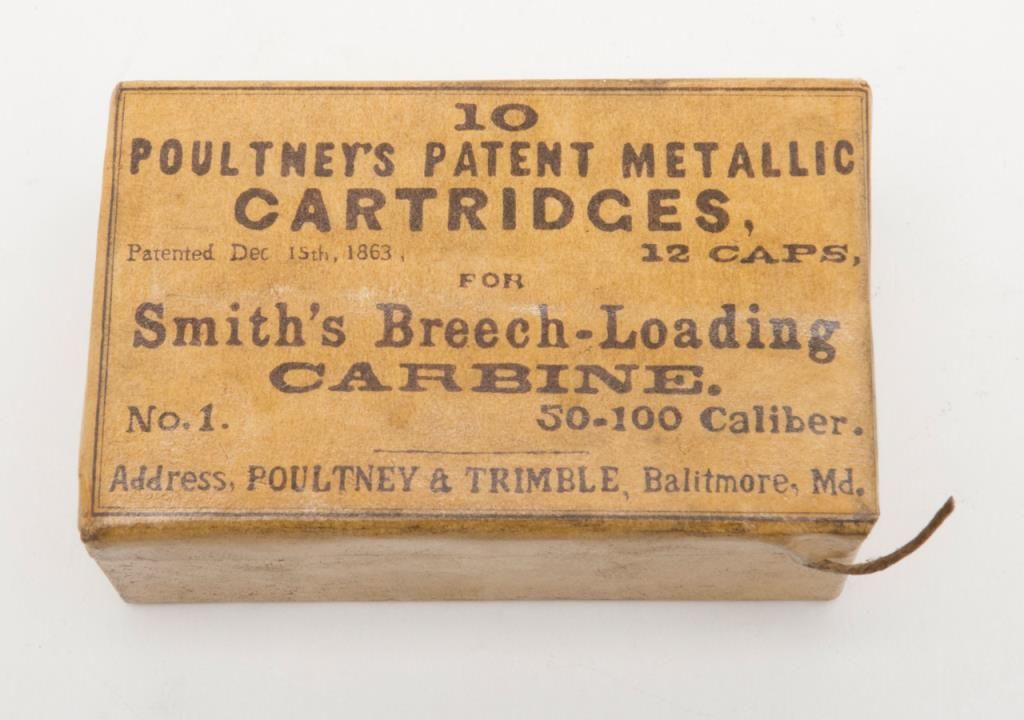 10
POULTNEY'S PATENT METALLIC
CARTRIDGES,
Patented Dec 15th, 1863, 12 CAPS,
FOR
Smith's Breech-Loading
CARBINE.
No. 1. 50-100 Caliber.
Address, POULTNEY & TRIMBLE, Balitmore, Md.